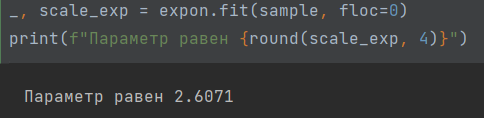 _, scale_exp = expon.fit(sample, floc=0)
print(f"Параметр равен {round(scale_exp, 4)}")
Параметр равен 2.6071